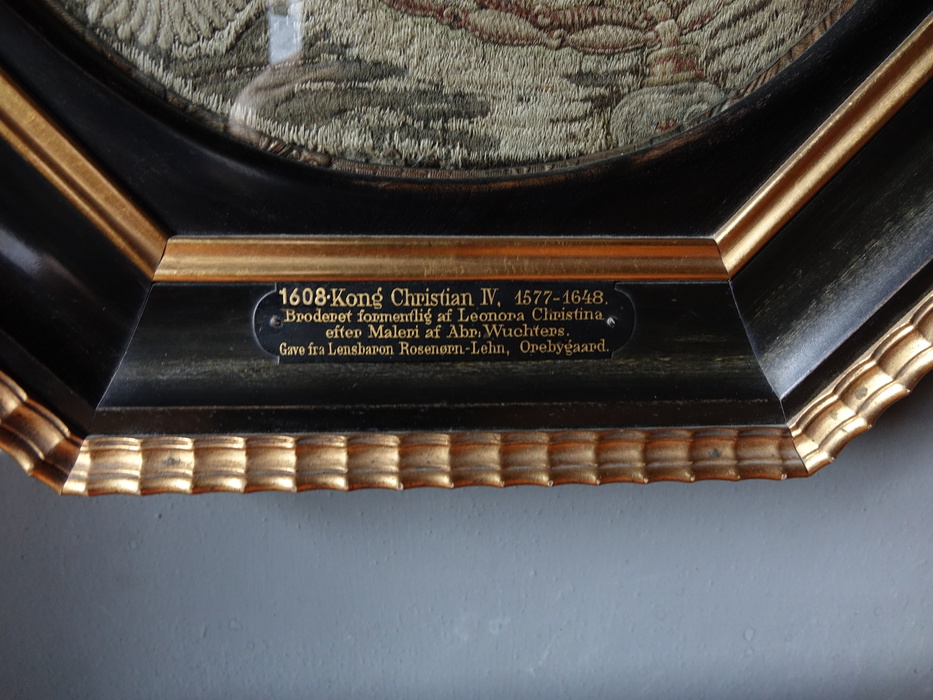 1608·Kong Christian IV, 1577-1648.
Broderet formentlig af Leonora Christina
efter Maleri af Abr: Wuchters.
Gave fra Lensbaron Rosenørn-Lehn, Orebygaard.